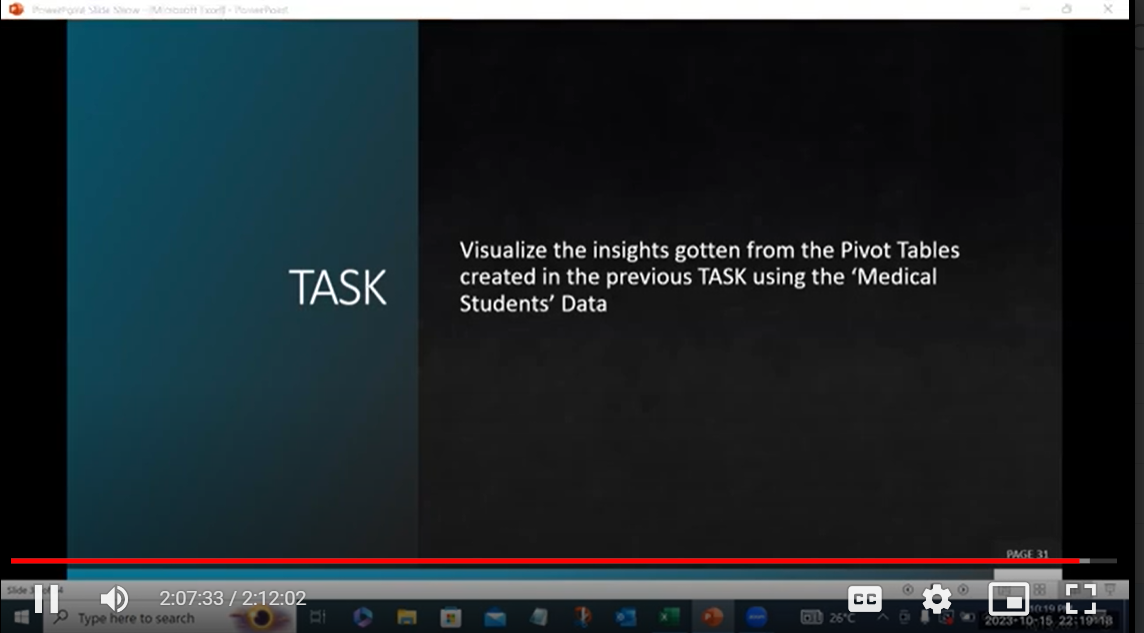 PowerPoint Slide Show - [Microsoft Excel] - PowerPoint
TASK
Visualize the insights gotten from the Pivot Tables
created in the previous TASK using the ‘Medical
Students’ Data
PAGE 31
2:07:33 / 2:12:02
CC
Type here to search
26°C
2023-10-15 22:19:18